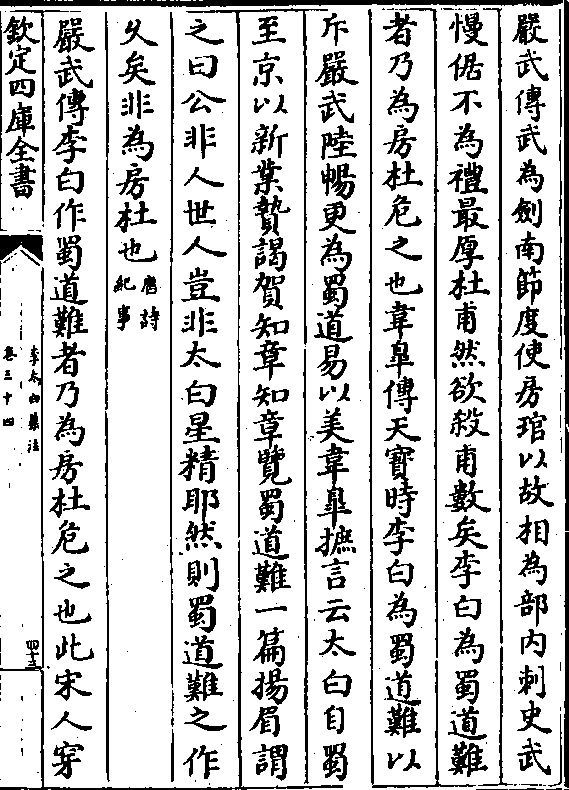 嚴武傳武為劍南節度使房琯以故相為部內刺史武
慢倨不為禮最厚杜甫然欲殺甫數矣李白為蜀道難
者乃為房杜危之也韋臯傳天寶時李白為蜀道難以
斥嚴武陸暢更為蜀道易以美韋臯摭言云太白自蜀
至京以新業贄謁賀知章知章覽蜀道難一篇揚眉謂
之曰公非人世人豈非太白星精耶然則蜀道難之作
久矣非為房杜也唐詩紀事
嚴武傳李白作蜀道難者乃為房杜危之也此宋人穿
欽定四庫全書
李太白集注
卷三十四
四十三